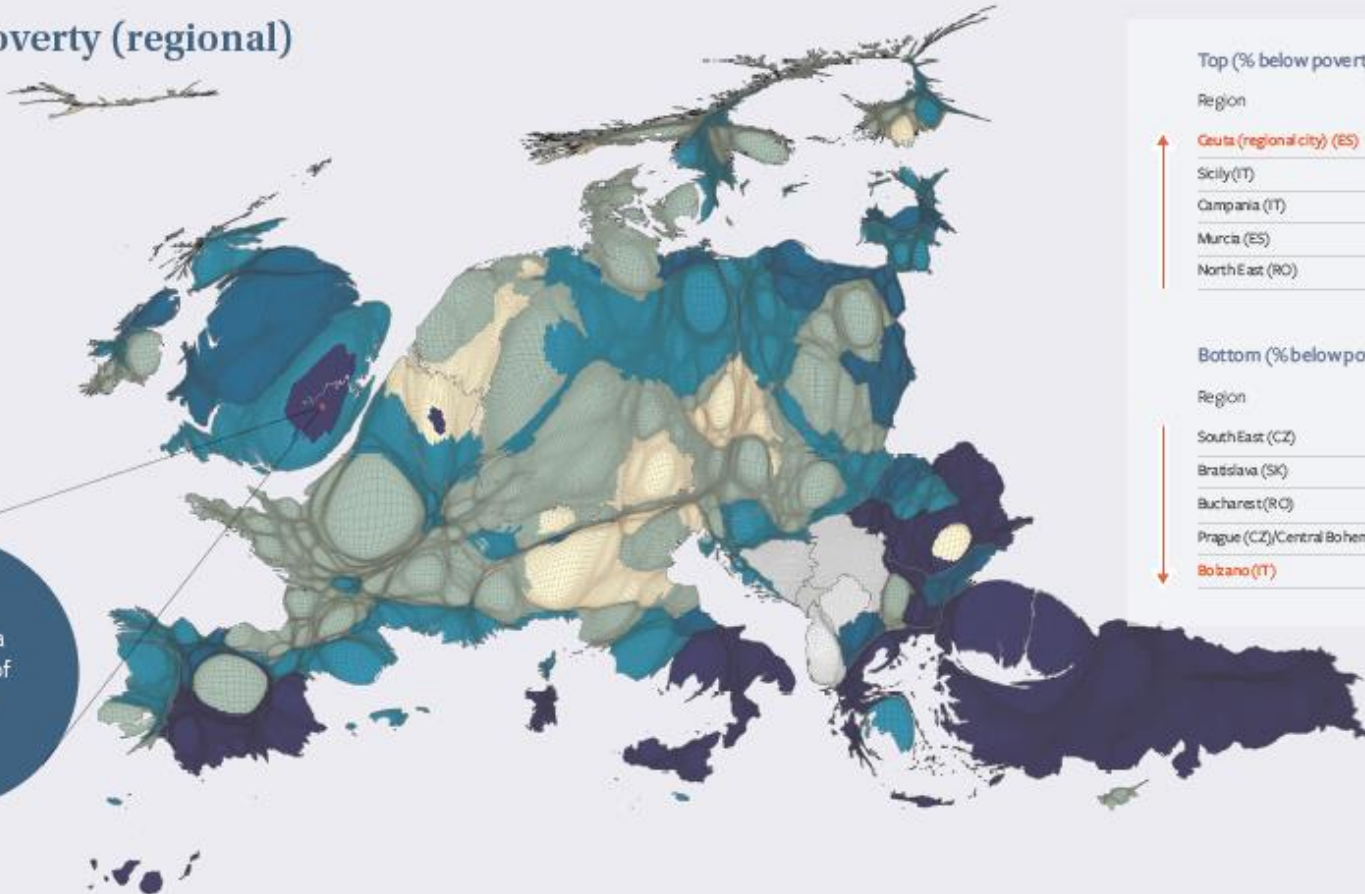 overty (regional)
Top (% below povert
Region
Ceuta (regional city) (ES)
Sicily (IT)
Campania (IT)
Murcia (ES)
North East (RO)
Bottom (% below po
Region
South East (CZ)
Bratislava (SK)
Bucharest (RO)
Prague (CZ)/Central Bohem
Bolzano (IT)
a
of